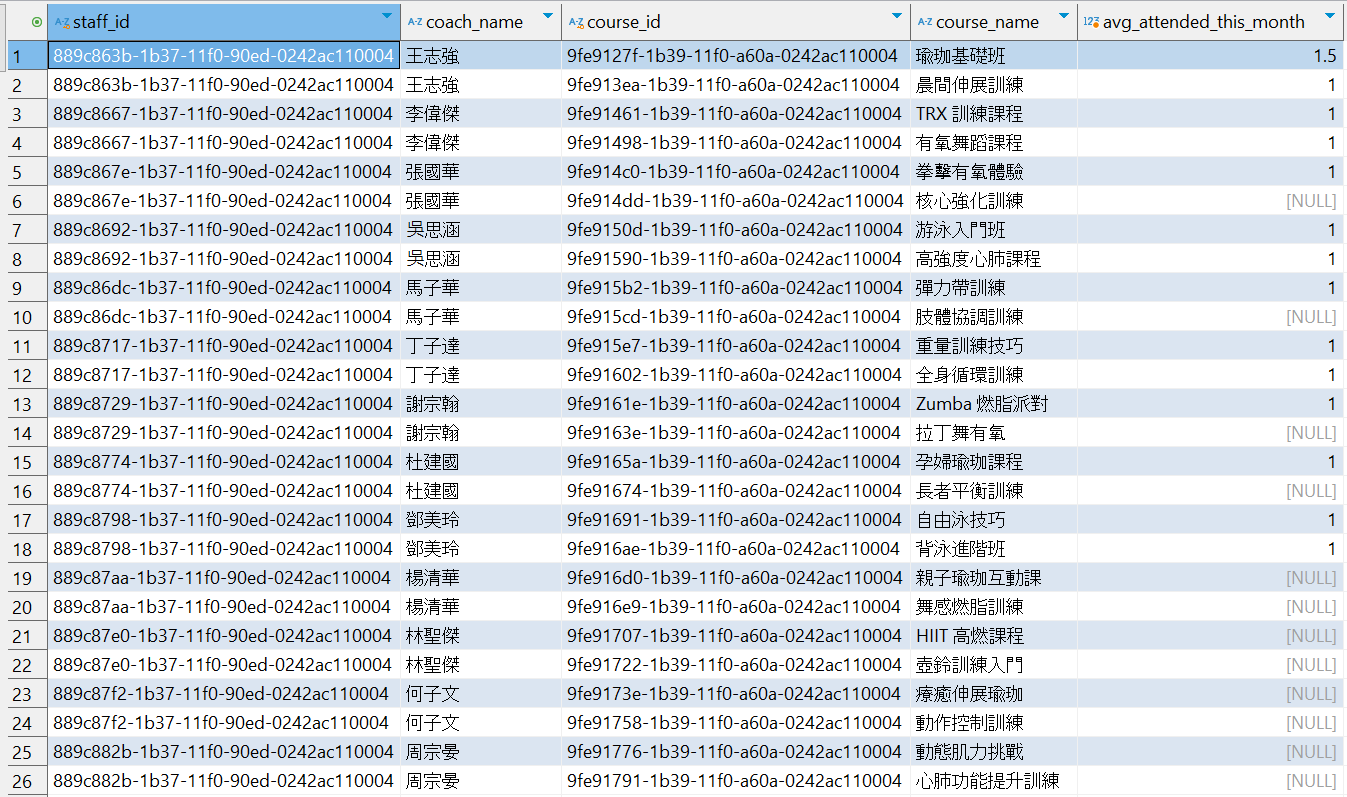 staff_id coach_name course_id course_name avg_attended_this_month
1 889c863b-1b37-11f0-90ed-0242ac110004 王志強 9fe9127f-1b39-11f0-a60a-0242ac110004 瑜珈基礎班 1.5
2 889c863b-1b37-11f0-90ed-0242ac110004 王志強 9fe913ea-1b39-11f0-a60a-0242ac110004 晨間伸展訓練 1
3 889c8667-1b37-11f0-90ed-0242ac110004 李偉傑 9fe91461-1b39-11f0-a60a-0242ac110004 TRX 訓練課程 1
4 889c8667-1b37-11f0-90ed-0242ac110004 李偉傑 9fe91498-1b39-11f0-a60a-0242ac110004 有氧舞蹈課程 1
5 889c867e-1b37-11f0-90ed-0242ac110004 張國華 9fe914c0-1b39-11f0-a60a-0242ac110004 拳擊有氧體驗 1
6 889c867e-1b37-11f0-90ed-0242ac110004 張國華 9fe914dd-1b39-11f0-a60a-0242ac110004 核心強化訓練 [NULL]
7 889c8692-1b37-11f0-90ed-0242ac110004 吳思涵 9fe9150d-1b39-11f0-a60a-0242ac110004 游泳入門班 1
8 889c8692-1b37-11f0-90ed-0242ac110004 吳思涵 9fe91590-1b39-11f0-a60a-0242ac110004 高強度心肺課程 1
9 889c86dc-1b37-11f0-90ed-0242ac110004 馬子華 9fe915b2-1b39-11f0-a60a-0242ac110004 彈力帶訓練 1
10 889c86dc-1b37-11f0-90ed-0242ac110004 馬子華 9fe915cd-1b39-11f0-a60a-0242ac110004 肢體協調訓練 [NULL]
11 889c8717-1b37-11f0-90ed-0242ac110004 丁子達 9fe915e7-1b39-11f0-a60a-0242ac110004 重量訓練技巧 1
12 889c8717-1b37-11f0-90ed-0242ac110004 丁子達 9fe91602-1b39-11f0-a60a-0242ac110004 全身循環訓練 1
13 889c8729-1b37-11f0-90ed-0242ac110004 謝宗翰 9fe9161e-1b39-11f0-a60a-0242ac110004 Zumba 燃脂派對 1
14 889c8729-1b37-11f0-90ed-0242ac110004 謝宗翰 9fe9163e-1b39-11f0-a60a-0242ac110004 拉丁舞有氧 [NULL]
15 889c8774-1b37-11f0-90ed-0242ac110004 杜建國 9fe9165a-1b39-11f0-a60a-0242ac110004 孕婦瑜珈課程 1
16 889c8774-1b37-11f0-90ed-0242ac110004 杜建國 9fe91674-1b39-11f0-a60a-0242ac110004 長者平衡訓練 [NULL]
17 889c8798-1b37-11f0-90ed-0242ac110004 鄧美玲 9fe91691-1b39-11f0-a60a-0242ac110004 自由泳技巧 1
18 889c8798-1b37-11f0-90ed-0242ac110004 鄧美玲 9fe916ae-1b39-11f0-a60a-0242ac110004 背泳進階班 1
19 889c87aa-1b37-11f0-90ed-0242ac110004 楊清華 9fe916d0-1b39-11f0-a60a-0242ac110004 親子瑜珈互動課 [NULL]
20 889c87aa-1b37-11f0-90ed-0242ac110004 楊清華 9fe916e9-1b39-11f0-a60a-0242ac110004 舞感燃脂訓練 [NULL]
21 889c87e0-1b37-11f0-90ed-0242ac110004 林聖傑 9fe91707-1b39-11f0-a60a-0242ac110004 HIIT 高燃課程 [NULL]
22 889c87e0-1b37-11f0-90ed-0242ac110004 林聖傑 9fe91722-1b39-11f0-a60a-0242ac110004 壺鈴訓練入門 [NULL]
23 889c87f2-1b37-11f0-90ed-0242ac110004 何子文 9fe9173e-1b39-11f0-a60a-0242ac110004 療癒伸展瑜珈 [NULL]
24 889c87f2-1b37-11f0-90ed-0242ac110004 何子文 9fe91758-1b39-11f0-a60a-0242ac110004 動作控制訓練 [NULL]
25 889c882b-1b37-11f0-90ed-0242ac110004 周宗晏 9fe91776-1b39-11f0-a60a-0242ac110004 動態肌力挑戰 [NULL]
26 889c882b-1b37-11f0-90ed-0242ac110004 周宗晏 9fe91791-1b39-11f0-a60a-0242ac110004 心肺功能提升訓練 [NULL]